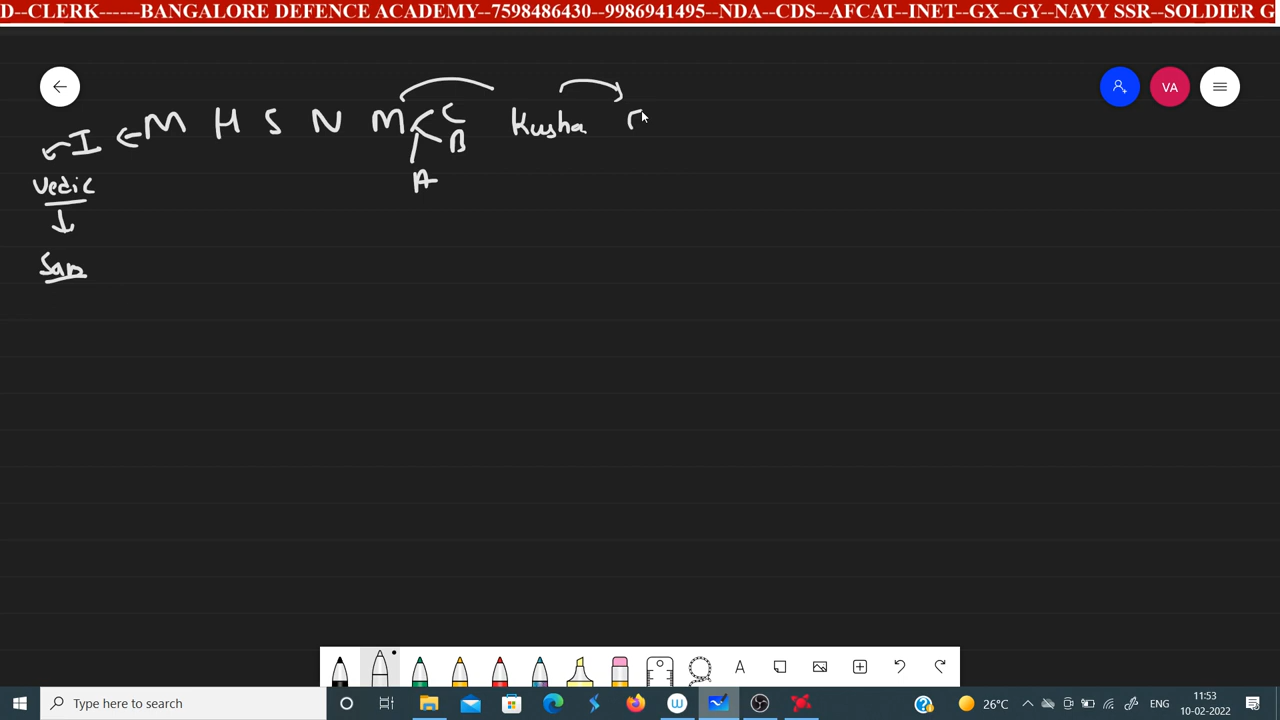 D--CLERK------BANGALORE DEFENCE ACADEMY--7598486430--9986941495--NDA--CDS--AFCAT--INET--GX--GY--NAVY SSR--SOLDIER G
VA
I M H S N M C Kusha
B
A
Vedic
A
Type here to search
26°C
ENG
11:53
10-02-2022